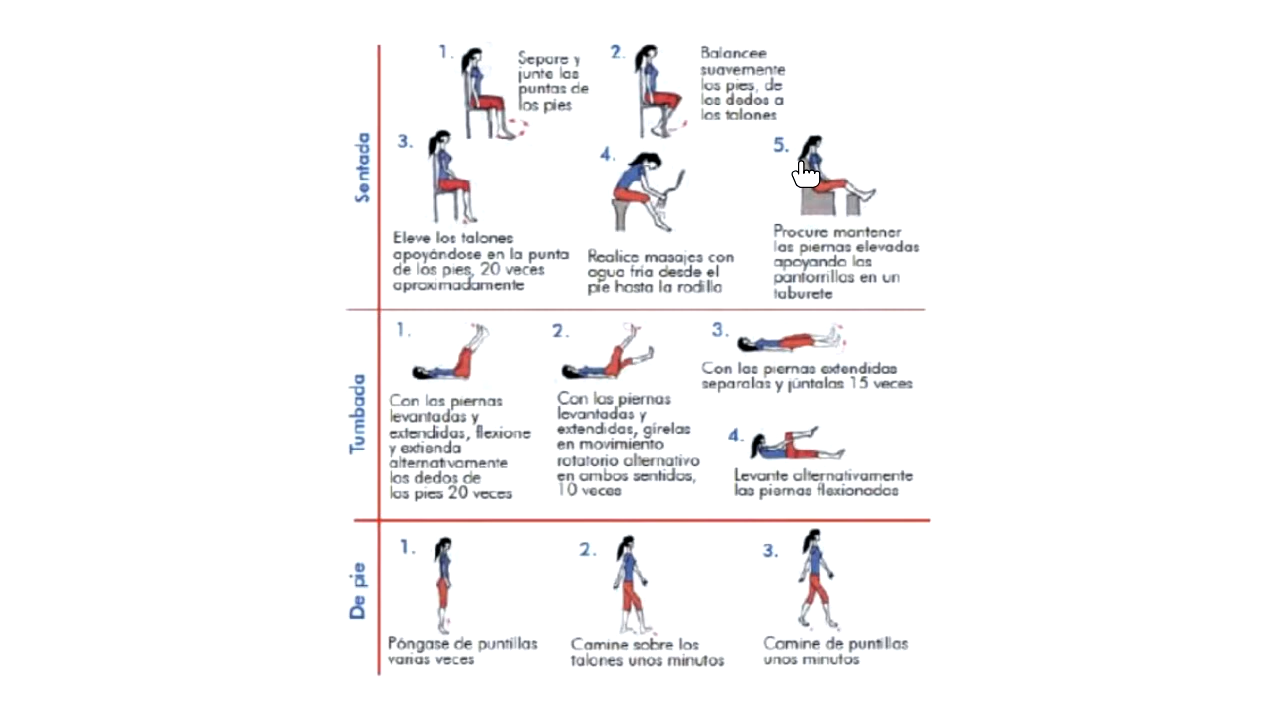 Sentada
1.
Separe y
junte las
puntas de
los pies
2.
Balancee
suavemente
los pies, de
los dedos a
los talones
3.
Eleve los talones
apoyándose en la punta
de los pies, 20 veces
aproximadamente
4.
Realice masajes con
agua fría desde el
pie hasta la rodilla
5.
Procure mantener
las piernas elevadas
apoyando las
pantorrillas en un
taburete
Tumbada
1.
Con las piernas
levantadas y
extendidas, flexione
y extienda
alternativamente
los dedos de
los pies 20 veces
2.
Con las piernas
levantadas y
extendidas, gírelas
en movimiento
rotatorio alternativo
en ambos sentidos,
10 veces
3.
Con las piernas extendidas
separalas y júntalas 15 veces
4.
Levante alternativamente
las piernas flexionadas
De pie
1.
Póngase de puntillas
varias veces
2.
Camine sobre los
talones unos minutos
3.
Camine de puntillas
unos minutos